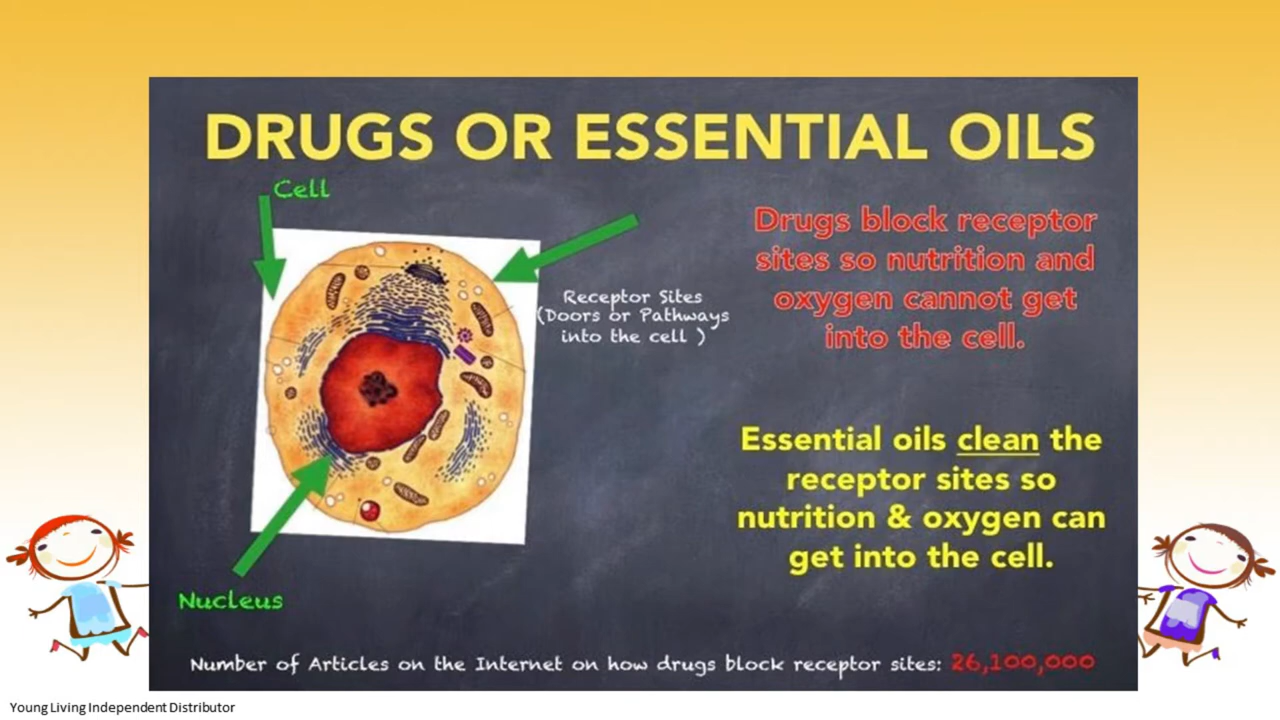 DRUGS OR ESSENTIAL OILS
Cell
Receptor Sites
(Doors or Pathways
into the cell )
Drugs block receptor
sites so nutrition and
oxygen cannot get
into the cell.
Essential oils clean the
receptor sites so
nutrition & oxygen can
get into the cell.
Nucleus
Number of Articles on the Internet on how drugs block receptor sites: 26,100,000
Young Living Independent Distributor